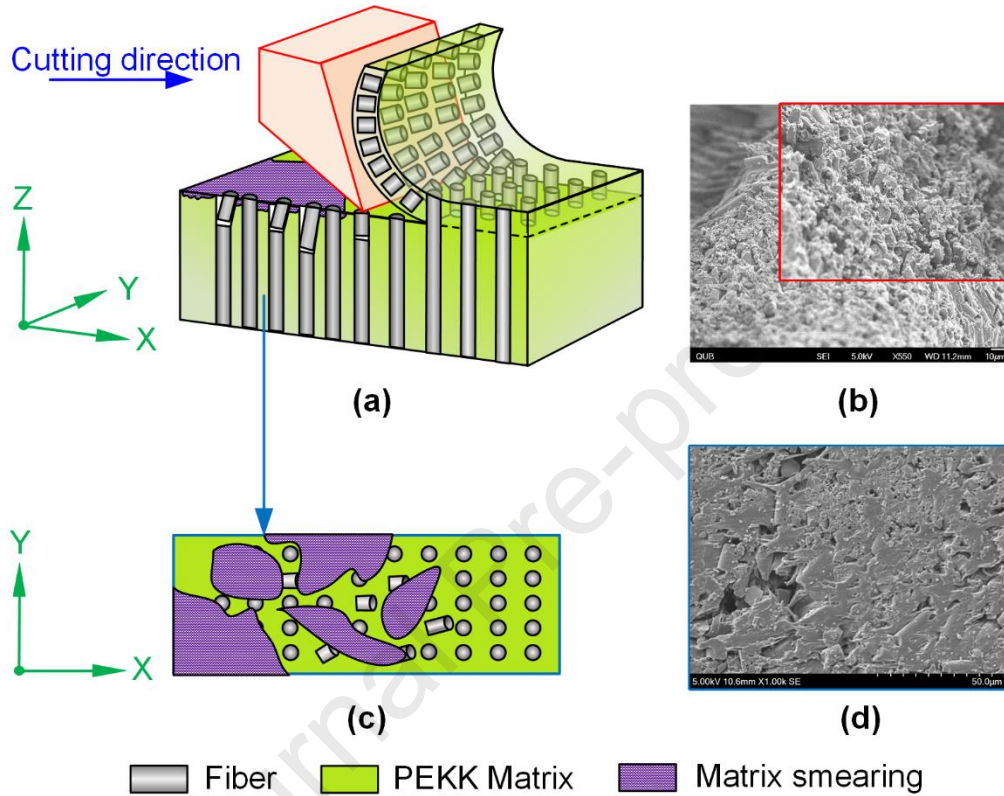 Cutting direction
Z
Y
X
(a)
QUB SEI 5.0kV X550 WD 11.2mm 10µm
(b)
Y
X
(c)
5.00kV 10.6mm X1.00k SE 50.0µm
(d)
Fiber PEKK Matrix Matrix smearing